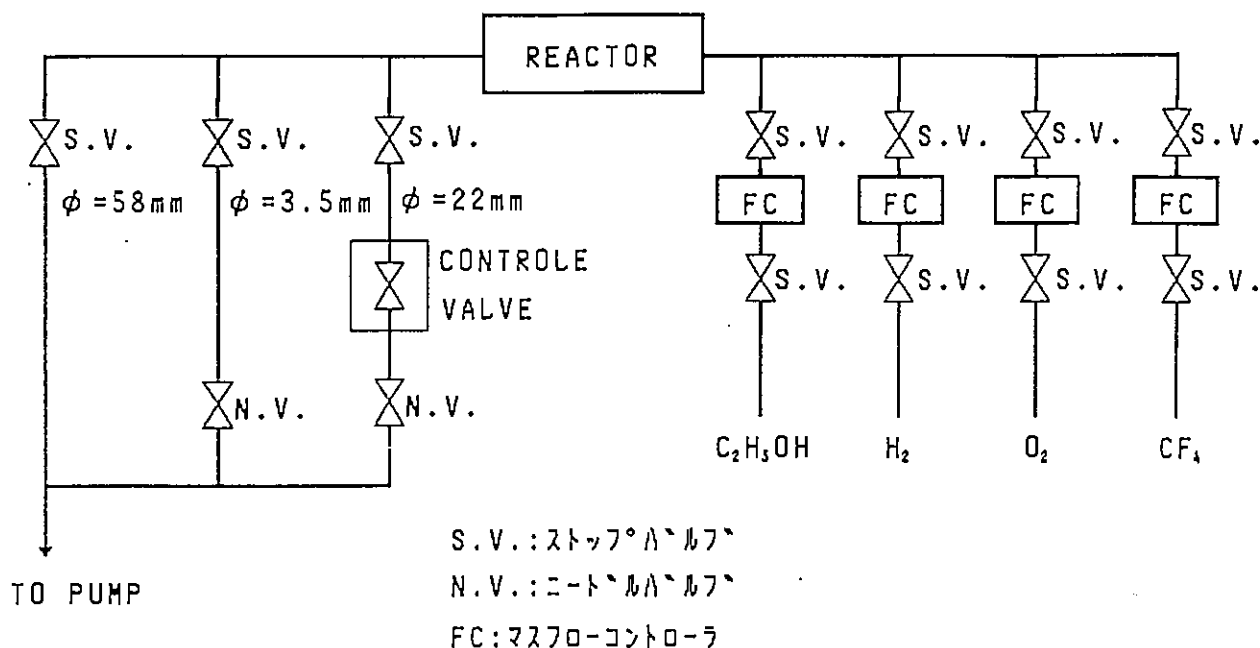 REACTOR
S.V. S.V. S.V. S.V. S.V. S.V. S.V.
φ=58mm φ=3.5mm φ=22mm FC FC FC FC
CONTROLE
VALVE
S.V. S.V. S.V. S.V.
N.V. N.V.
C₂H₅OH H₂ O₂ CF₄
S.V.:ストップバルブ
N.V.:ニードルバルブ
FC:マスフローコントローラ
TO PUMP